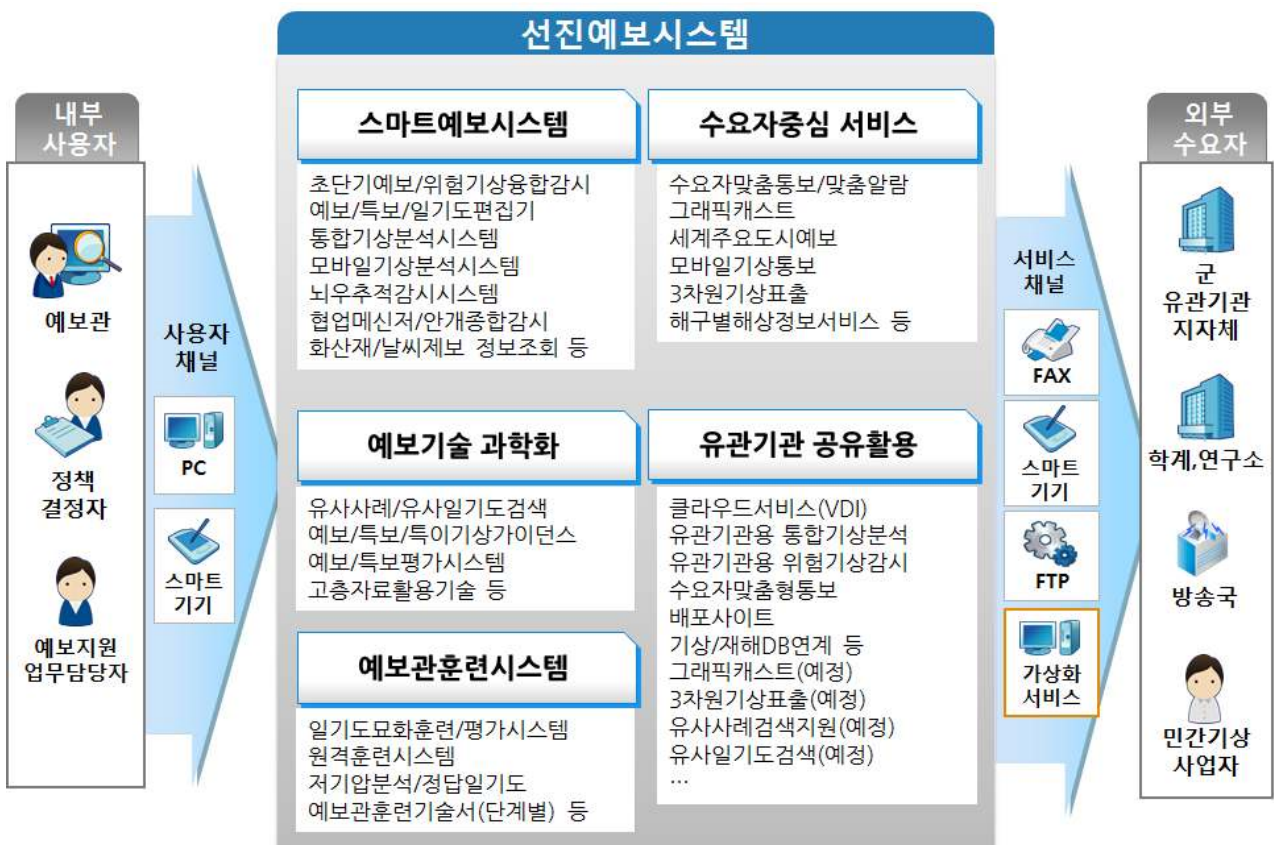 선진예보시스템
내부
사용자
예보관
정책
결정자
예보지원
업무담당자
사용자
채널
PC
스마트
기기
스마트예보시스템
초단기예보/위험기상융합감시
예보/특보/일기도편집기
통합기상분석시스템
모바일기상분석시스템
뇌우추적감시시스템
협업메신저/안개종합감시
화산재/날씨제보 정보조회 등
수요자중심 서비스
수요자맞춤통보/맞춤알람
그래픽캐스트
세계주요도시예보
모바일기상통보
3차원기상표출
해구별해상정보서비스 등
예보기술 과학화
유사사례/유사일기도검색
예보/특보/특이기상가이던스
예보/특보평가시스템
고층자료활용기술 등
예보관훈련시스템
일기도묘화훈련/평가시스템
원격훈련시스템
저기압분석/정답일기도
예보관훈련기술서(단계별) 등
유관기관 공유활용
클라우드서비스(VDI)
유관기관용 통합기상분석
유관기관용 위험기상감시
수요자맞춤형통보
배포사이트
기상/재해DB연계 등
그래픽캐스트(예정)
3차원기상표출(예정)
유사사례검색지원(예정)
유사일기도검색(예정)
...
서비스
채널
FAX
스마트
기기
FTP
가상화
서비스
외부
수요자
군
유관기관
지자체
학계,연구소
방송국
민간기상
사업자